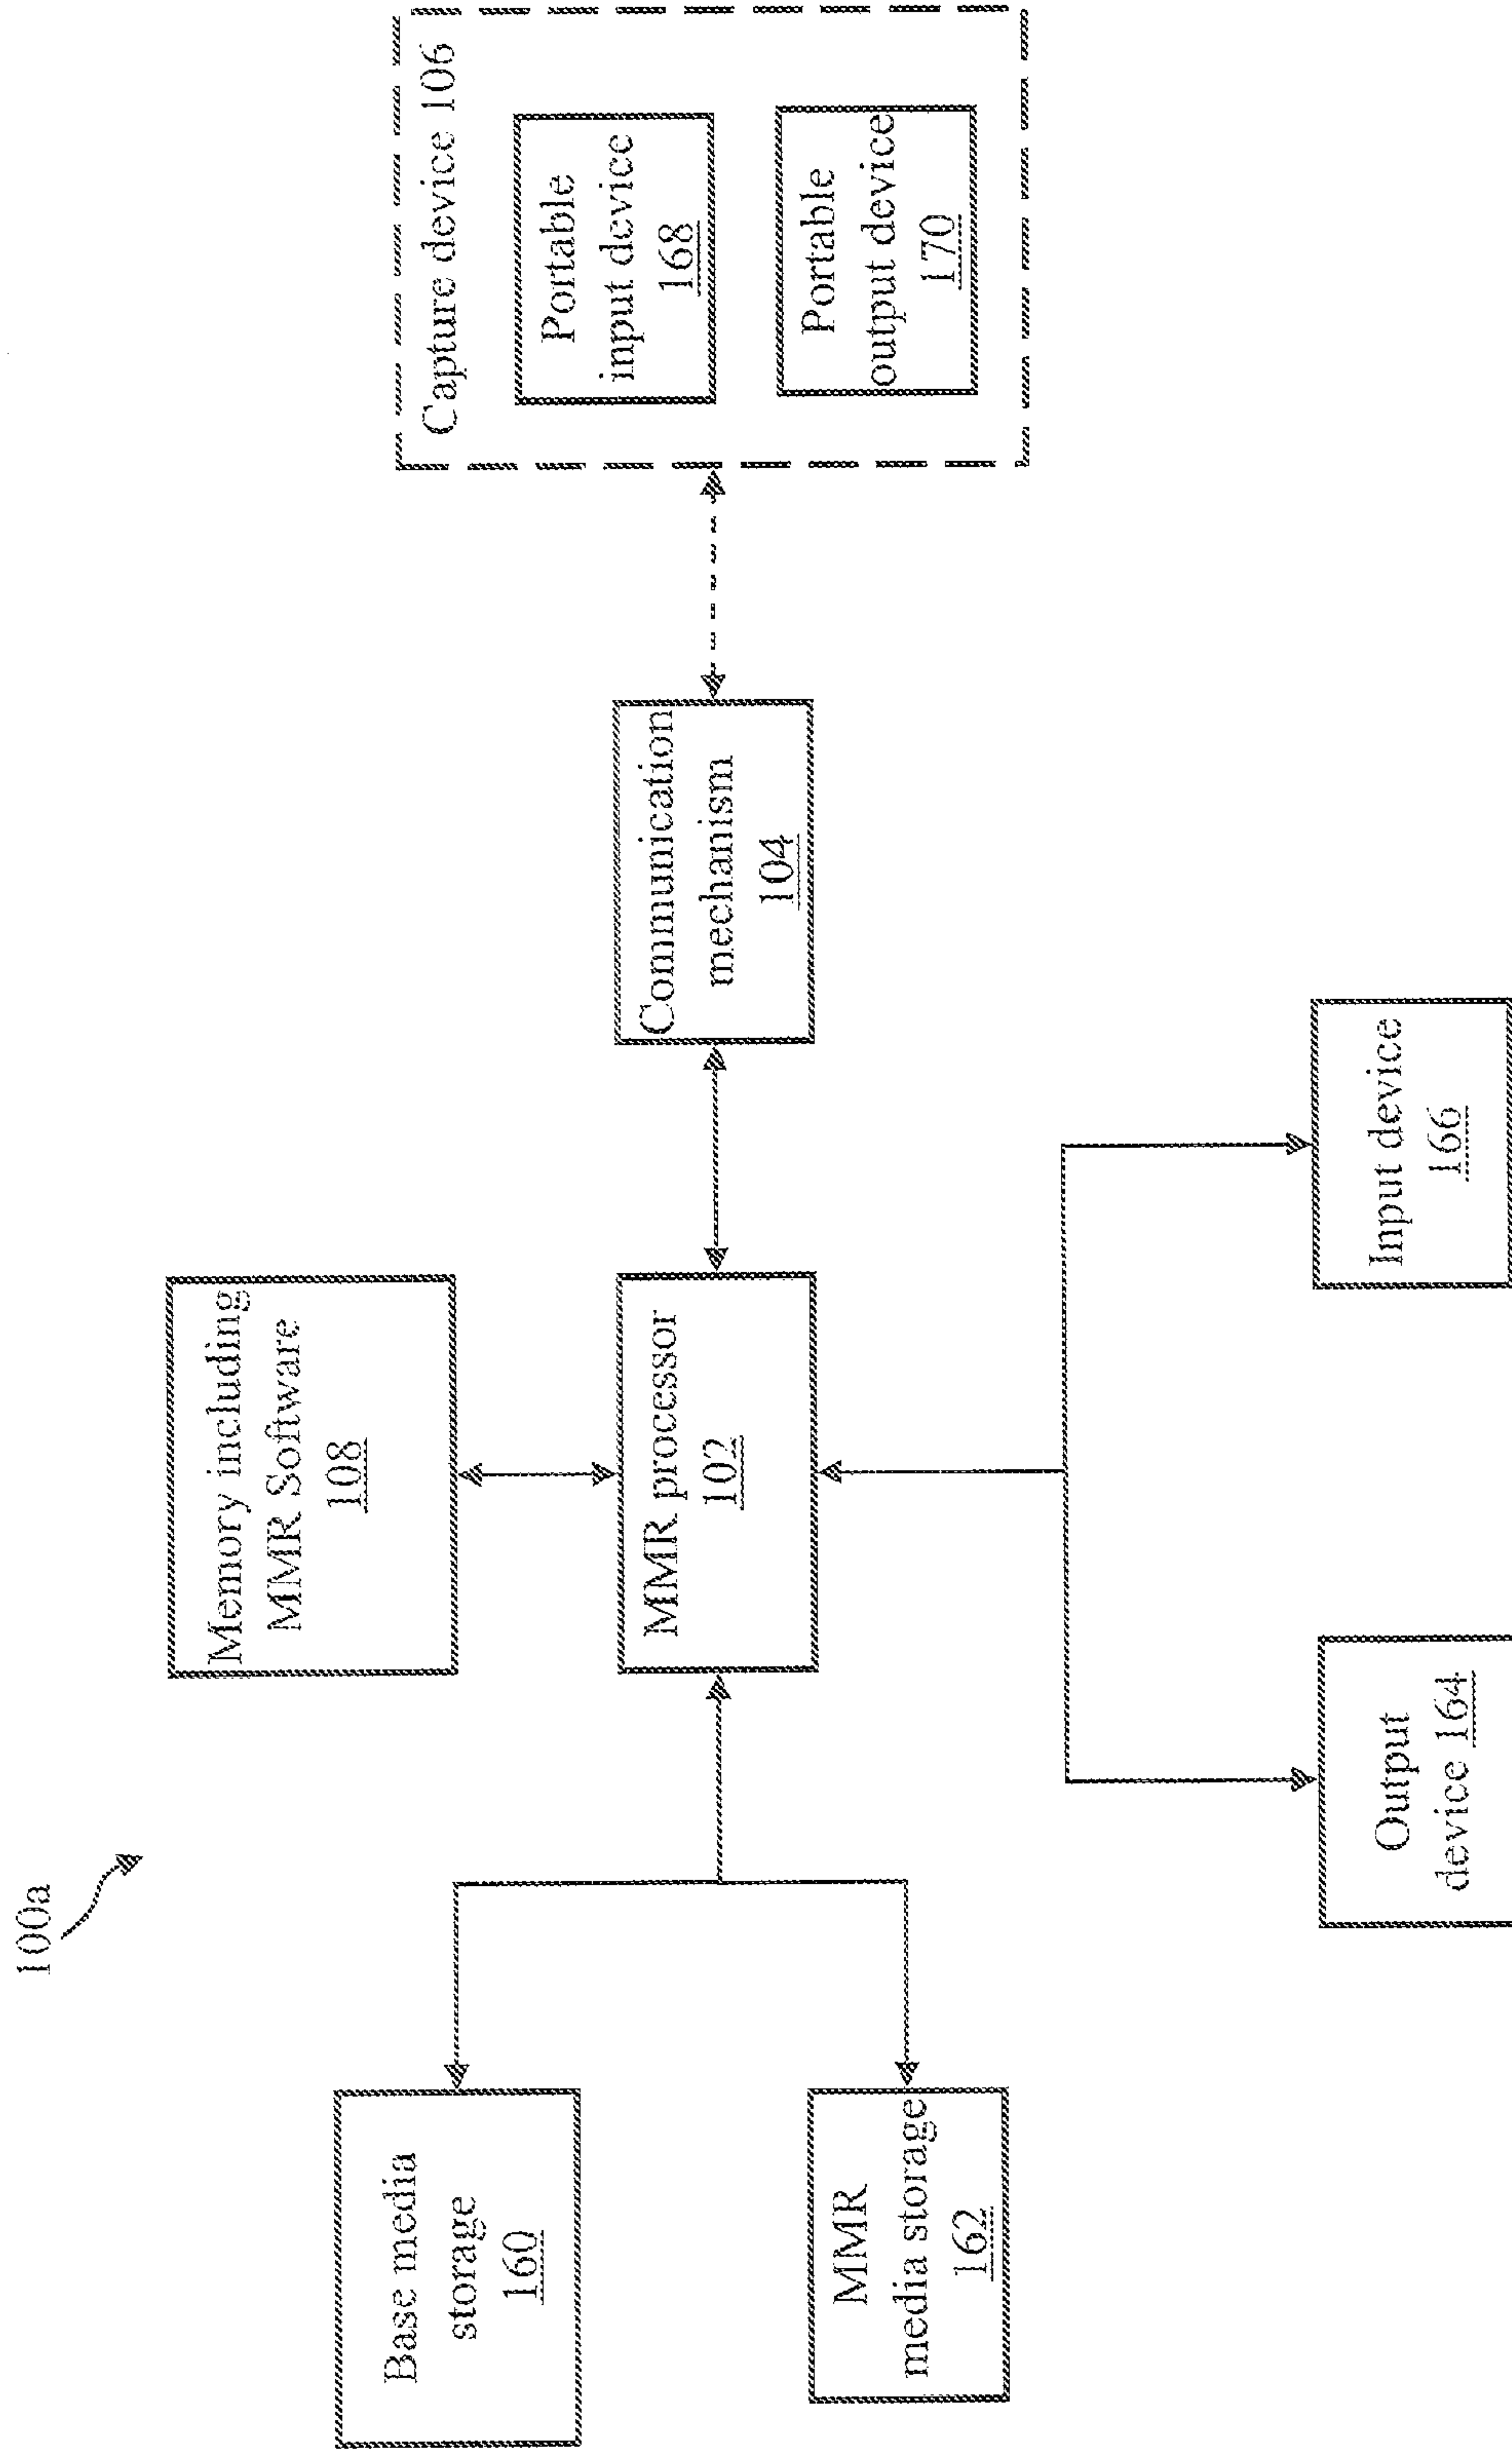 100a
Base media
storage
160
MMR
media storage
162
Memory including
MMR Software
108
MMR processor
102
Output
device 164
Input device
166
Communication
mechanism
104
Capture device 106
Portable
input device
168
Portable
output device
170